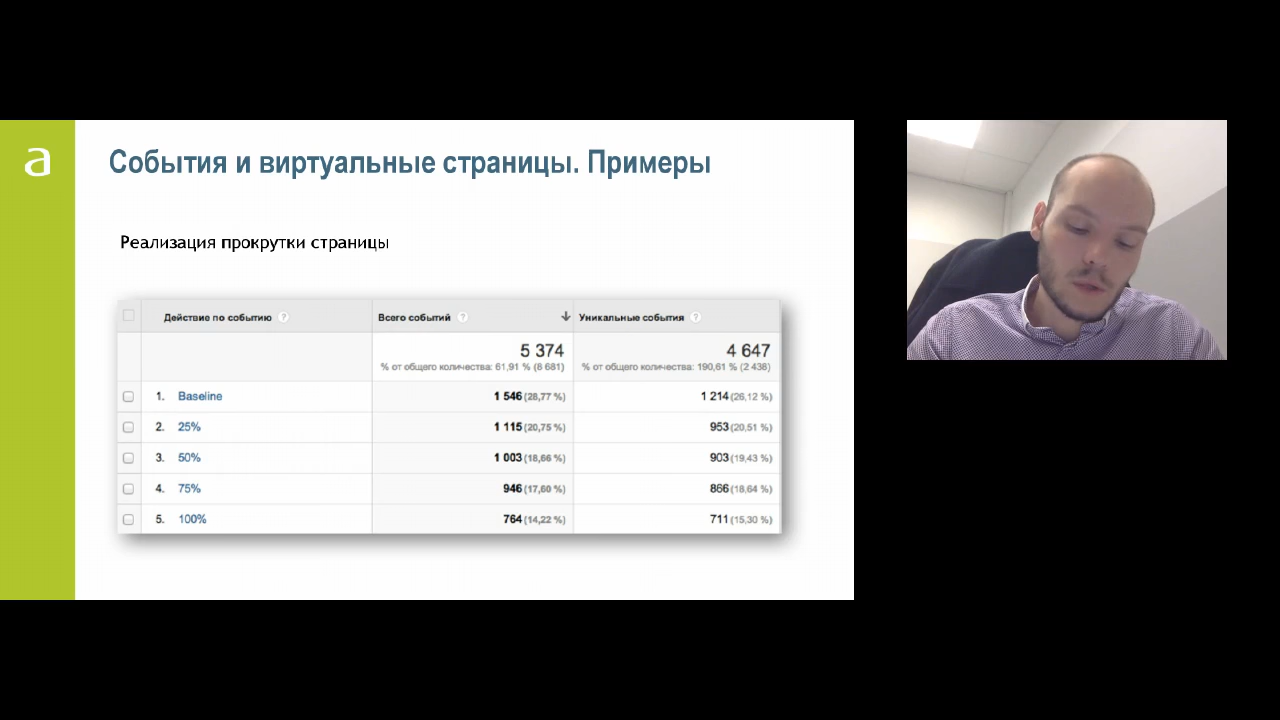 a
События и виртуальные страницы. Примеры
Реализация прокрутки страницы
Действие по событию ? Всего событий ? Уникальные события ?
5 374 4 647
% от общего количества: 61,91 % (8 681) % от общего количества: 190,61 % (2 438)
1. Baseline 1 546 (28,77 %) 1 214 (26,12 %)
2. 25% 1 115 (20,75 %) 953 (20,51 %)
3. 50% 1 003 (18,66 %) 903 (19,43 %)
4. 75% 946 (17,60 %) 866 (18,64 %)
5. 100% 764 (14,22 %) 711 (15,30 %)